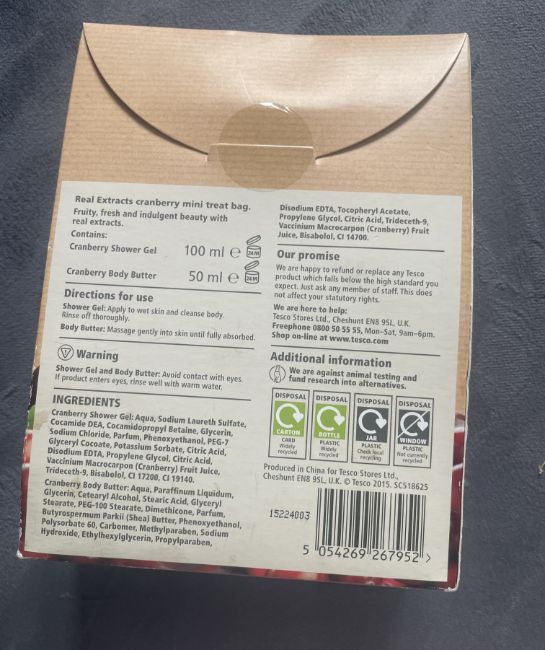 Real Extracts cranberry mini treat bag.
Fruity, fresh and indulgent beauty with
real extracts.
Contains:
Cranberry Shower Gel 100 ml e 24M
Cranberry Body Butter 50 ml e 24M
Directions for use
Shower Gel: Apply to wet skin and cleanse body.
Rinse off thoroughly.
Body Butter: Massage gently into skin until fully absorbed.
Warning
Shower Gel and Body Butter: Avoid contact with eyes.
If product enters eyes, rinse well with warm water.
INGREDIENTS
Cranberry Shower Gel: Aqua, Sodium Laureth Sulfate,
Cocamide DEA, Cocamidopropyl Betaine, Glycerin,
Sodium Chloride, Parfum, Phenoxyethanol, PEG-7
Glyceryl Cocoate, Potassium Sorbate, Citric Acid,
Disodium EDTA, Propylene Glycol, Citric Acid,
Vaccinium Macrocarpon (Cranberry) Fruit Juice,
Trideceth-9, Bisabolol, CI 17200, CI 19140.
Cranberry Body Butter: Aqua, Paraffinum Liquidum,
Glycerin, Cetearyl Alcohol, Stearic Acid, Glyceryl
Stearate, PEG-100 Stearate, Dimethicone, Parfum,
Butyrospermum Parkii (Shea) Butter, Phenoxyethanol,
Polysorbate 60, Carbomer, Methylparaben, Sodium
Hydroxide, Ethylhexylglycerin, Propylparaben,
Disodium EDTA, Tocopheryl Acetate,
Propylene Glycol, Citric Acid, Trideceth-9,
Vaccinium Macrocarpon (Cranberry) Fruit
Juice, Bisabolol, CI 14700.
Our promise
We are happy to refund or replace any Tesco
product which falls below the high standard you
expect. Just ask any member of staff. This does
not affect your statutory rights.
We are here to help:
Tesco Stores Ltd., Cheshunt EN8 9SL, U.K.
Freephone 0800 50 55 55, Mon–Sat, 9am–6pm.
Shop on-line at www.tesco.com
Additional information
We are against animal testing and
fund research into alternatives.
DISPOSAL DISPOSAL DISPOSAL DISPOSAL
CARTON BOTTLE JAR WINDOW
CARD PLASTIC PLASTIC PLASTIC
Widely Widely Check local Not currently
recycled recycled recycling recycled
Produced in China for Tesco Stores Ltd.,
Cheshunt EN8 9SL, U.K. © Tesco 2015. SC518625
15224003
5 054269 267952 >